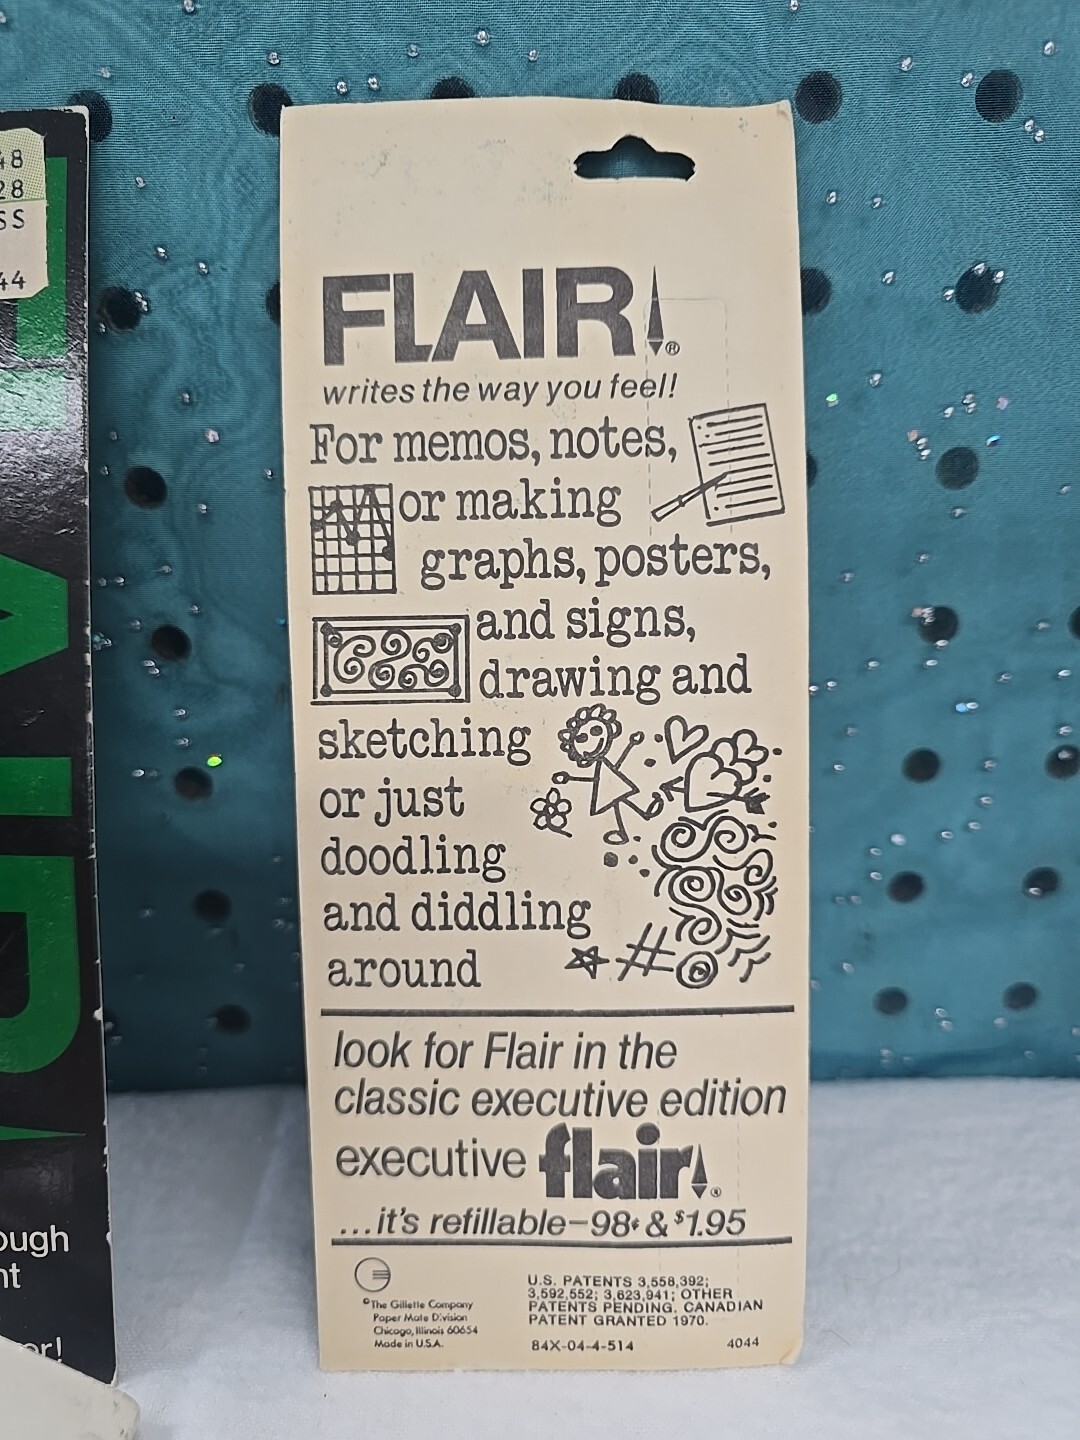 48
28
SS
44
ough
nt
er!
FLAIR®
writes the way you feel!
For memos, notes,
or making
graphs, posters,
and signs,
drawing and
sketching
or just
doodling
and diddling
around
look for Flair in the
classic executive edition
executive flair®
...it's refillable–98¢ & $1.95
©The Gillette Company
Paper Mate Division
Chicago, Illinois 60654
Made in U.S.A.
U.S. PATENTS 3,558,392;
3,592,552; 3,623,941; OTHER
PATENTS PENDING. CANADIAN
PATENT GRANTED 1970.
84X-04-4-514
4044